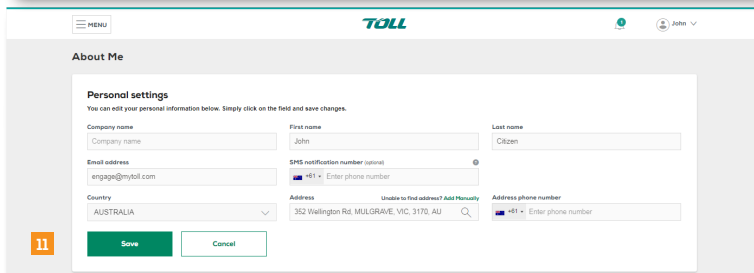 MENU
TOLL
John
About Me
Personal settings
You can edit your personal information below. Simply click on the field and save changes.
Company name
First name
Last name
Company name
John
Citizen
Email address
SMS notification number (optional)
engage@mytoll.com
+61
Enter phone number
Country
Address
Unable to find address? Add Manually
Address phone number
AUSTRALIA
352 Wellington Rd, MULGRAVE, VIC, 3170, AU
+61
Enter phone number
11
Save
Cancel